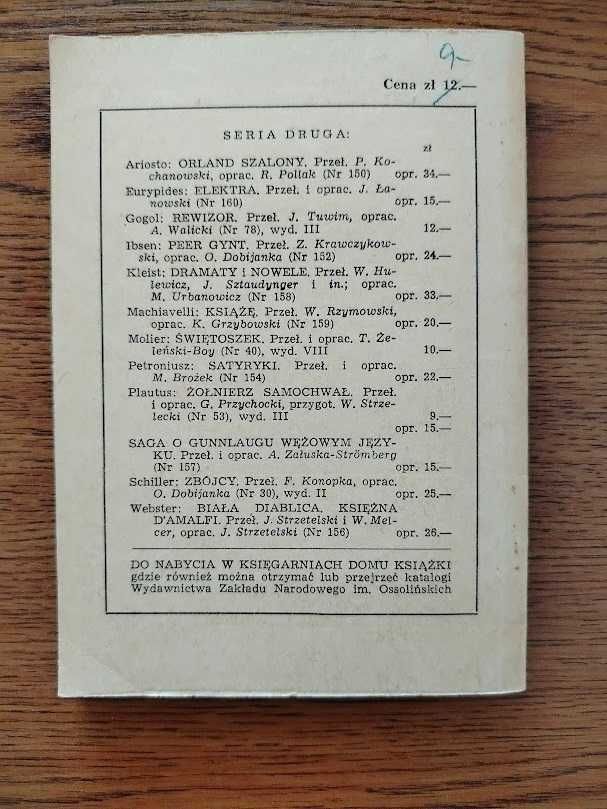 9-
Cena zł 12.—
SERIA DRUGA:
zł
Ariosto: ORLAND SZALONY. Przeł. P. Ko-
chanowski, oprac. R. Pollak (Nr 150) opr. 34.—
Eurypides: ELEKTRA. Przeł. i oprac. J. Ła-
nowski (Nr 160) opr. 15.—
Gogol: REWIZOR. Przeł. J. Tuwim, oprac.
A. Walicki (Nr 78), wyd. III 12.—
Ibsen: PEER GYNT. Przeł. Z. Krawczykow-
ski, oprac. O. Dobijanka (Nr 152) opr. 24.—
Kleist: DRAMATY i NOWELE. Przeł. W. Hu-
lewicz, J. Sztaudynger i in.; oprac.
M. Urbanowicz (Nr 158) opr. 33.—
Machiavelli: KSIĄŻĘ. Przeł. W. Rzymowski,
oprac. K. Grzybowski (Nr 159) opr. 20.—
Molier: ŚWIĘTOSZEK. Przeł. i oprac. T. Że-
leński-Boy (Nr 40), wyd. VIII 10.—
Petroniusz: SATYRYKI. Przeł. i oprac.
M. Brożek (Nr 154) opr. 22.—
Plautus: ŻOŁNIERZ SAMOCHWAŁ. Przeł.
i oprac. G. Przychocki, przygot. W. Strze-
lecki (Nr 53), wyd. III 9.—
opr. 15.—
SAGA O GUNNLAUGU WĘŻOWYM JĘZY-
KU. Przeł. i oprac. A. Załuska-Strömberg
(Nr 157) opr. 15.—
Schiller: ZBÓJCY. Przeł. F. Konopka, oprac.
O. Dobijanka (Nr 30), wyd. II opr. 25.—
Webster: BIAŁA DIABLICA. KSIĘŻNA
D'AMALFI. Przeł. J. Strzetelski i W. Mel-
cer, oprac. J. Strzetelski (Nr 156) opr. 26.—
DO NABYCIA W KSIĘGARNIACH DOMU KSIĄŻKI
gdzie również można otrzymać lub przejrzeć katalogi
Wydawnictwa Zakładu Narodowego im. Ossolińskich